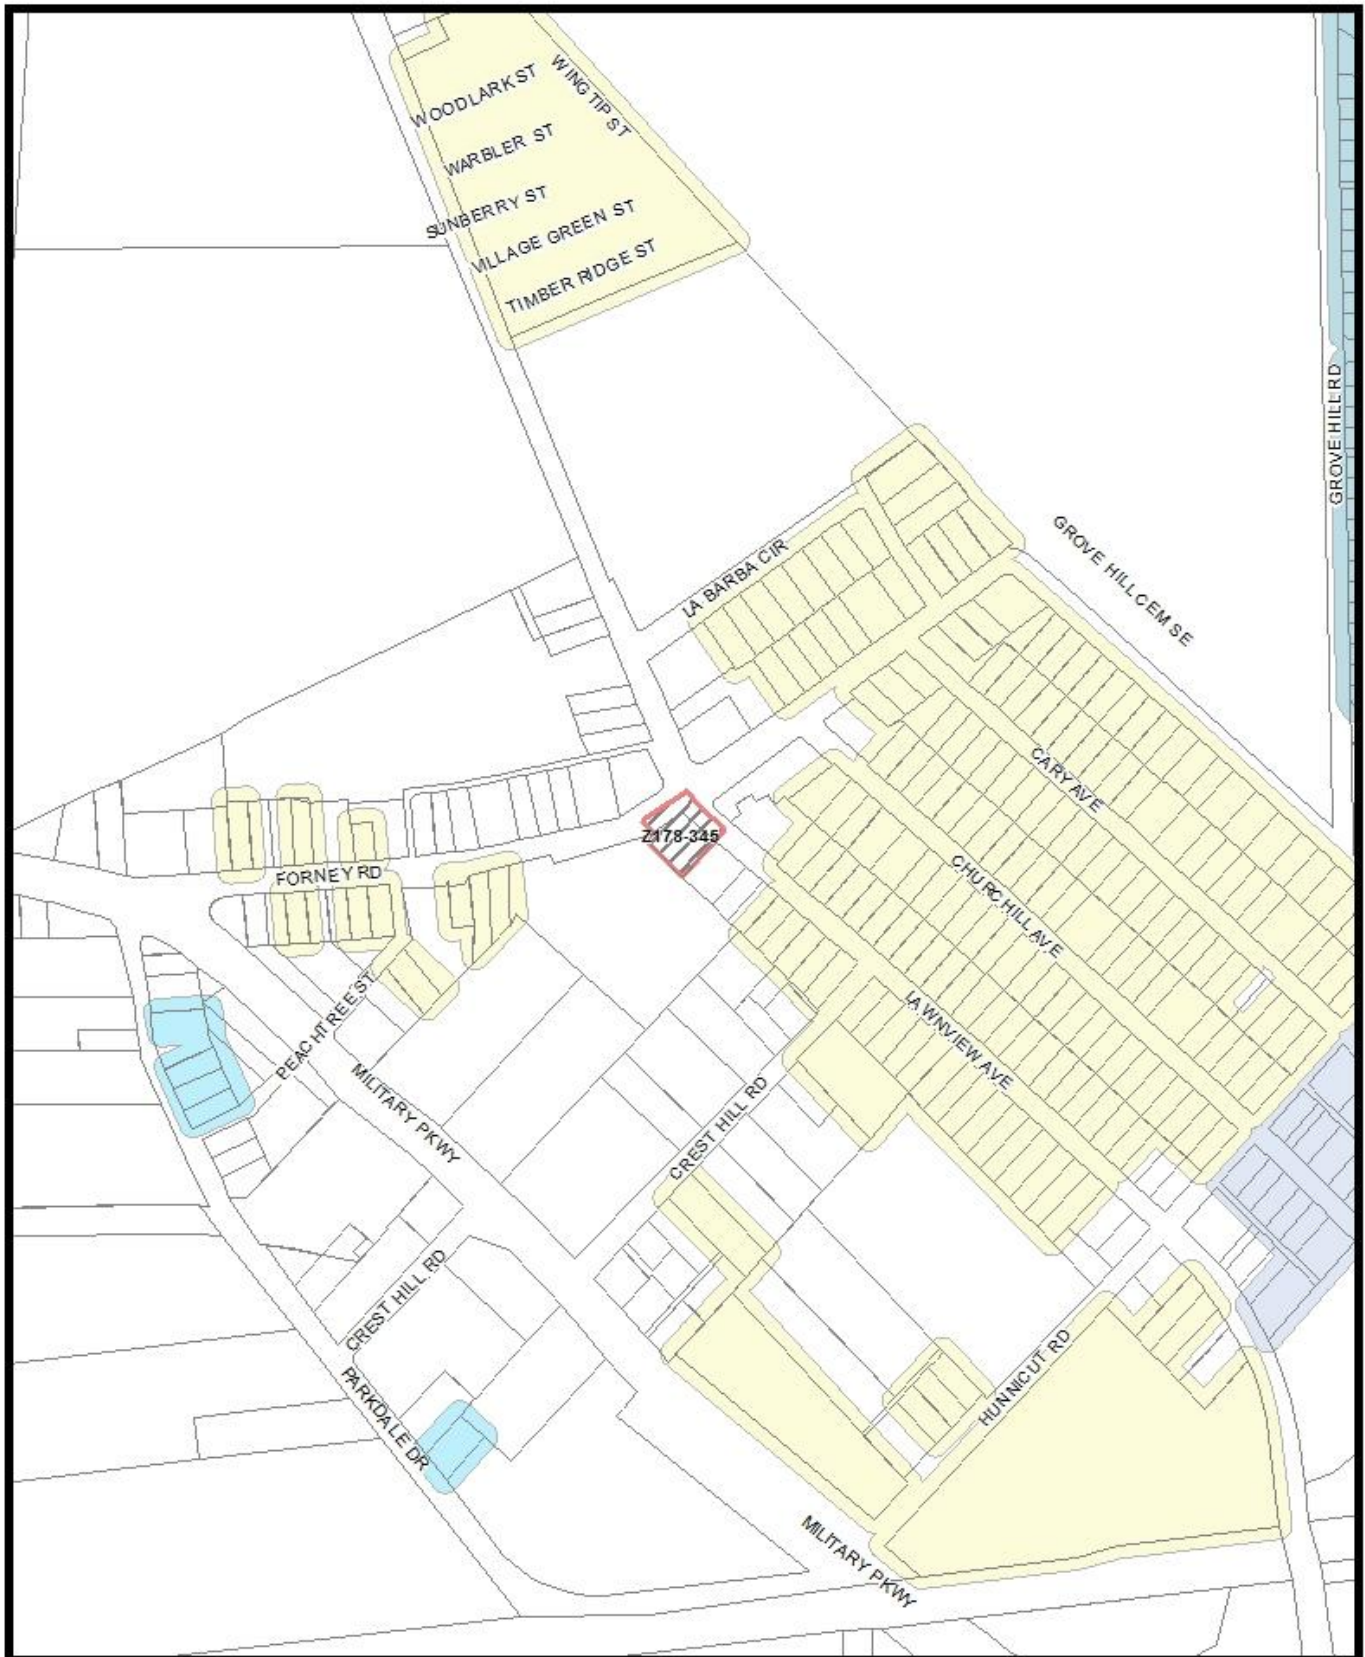 WOODLARK ST
WING TIP ST
WARBLER ST
SUNBERRY ST
VILLAGE GREEN ST
TIMBER RIDGE ST
GROVE HILL RD
LA BARBA CIR
GROVE HILL CEM SE
CARY AVE
Z178-345
CHURCHILL AVE
FORNEY RD
LAWNVIEW AVE
PEACHTREE ST
MILITARY PKWY
CREST HILL RD
CREST HILL RD
HUNNICUT RD
PARKDALE DR
MILITARY PKWY